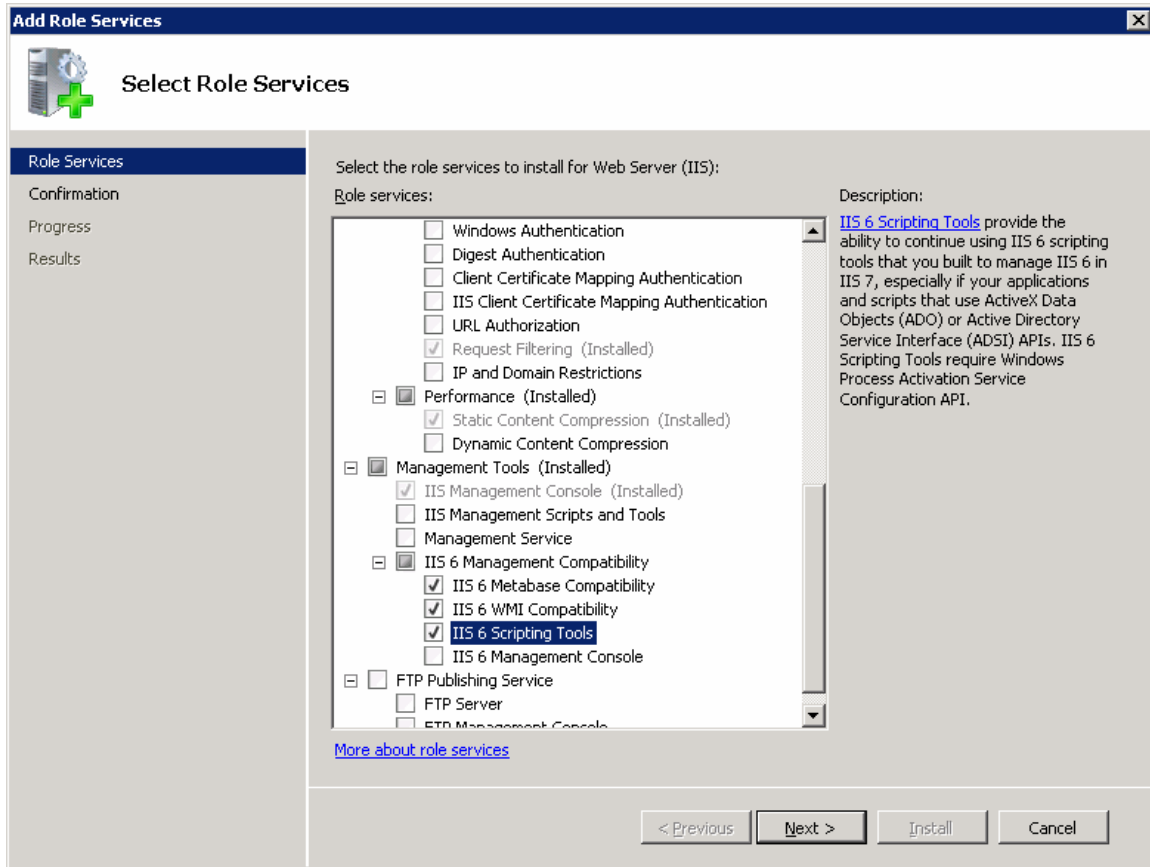 Add Role Services
Select Role Services
Role Services
Confirmation
Progress
Results
Select the role services to install for Web Server (IIS):
Role services:
Windows Authentication
Digest Authentication
Client Certificate Mapping Authentication
IIS Client Certificate Mapping Authentication
URL Authorization
Request Filtering (Installed)
IP and Domain Restrictions
Performance (Installed)
Static Content Compression (Installed)
Dynamic Content Compression
Management Tools (Installed)
IIS Management Console (Installed)
IIS Management Scripts and Tools
Management Service
IIS 6 Management Compatibility
IIS 6 Metabase Compatibility
IIS 6 WMI Compatibility
IIS 6 Scripting Tools
IIS 6 Management Console
FTP Publishing Service
FTP Server
FTP Management Console
More about role services
Description:
IIS 6 Scripting Tools provide the
ability to continue using IIS 6 scripting
tools that you built to manage IIS 6 in
IIS 7, especially if your applications
and scripts that use ActiveX Data
Objects (ADO) or Active Directory
Service Interface (ADSI) APIs. IIS 6
Scripting Tools require Windows
Process Activation Service
Configuration API.
< Previous
Next >
Install
Cancel